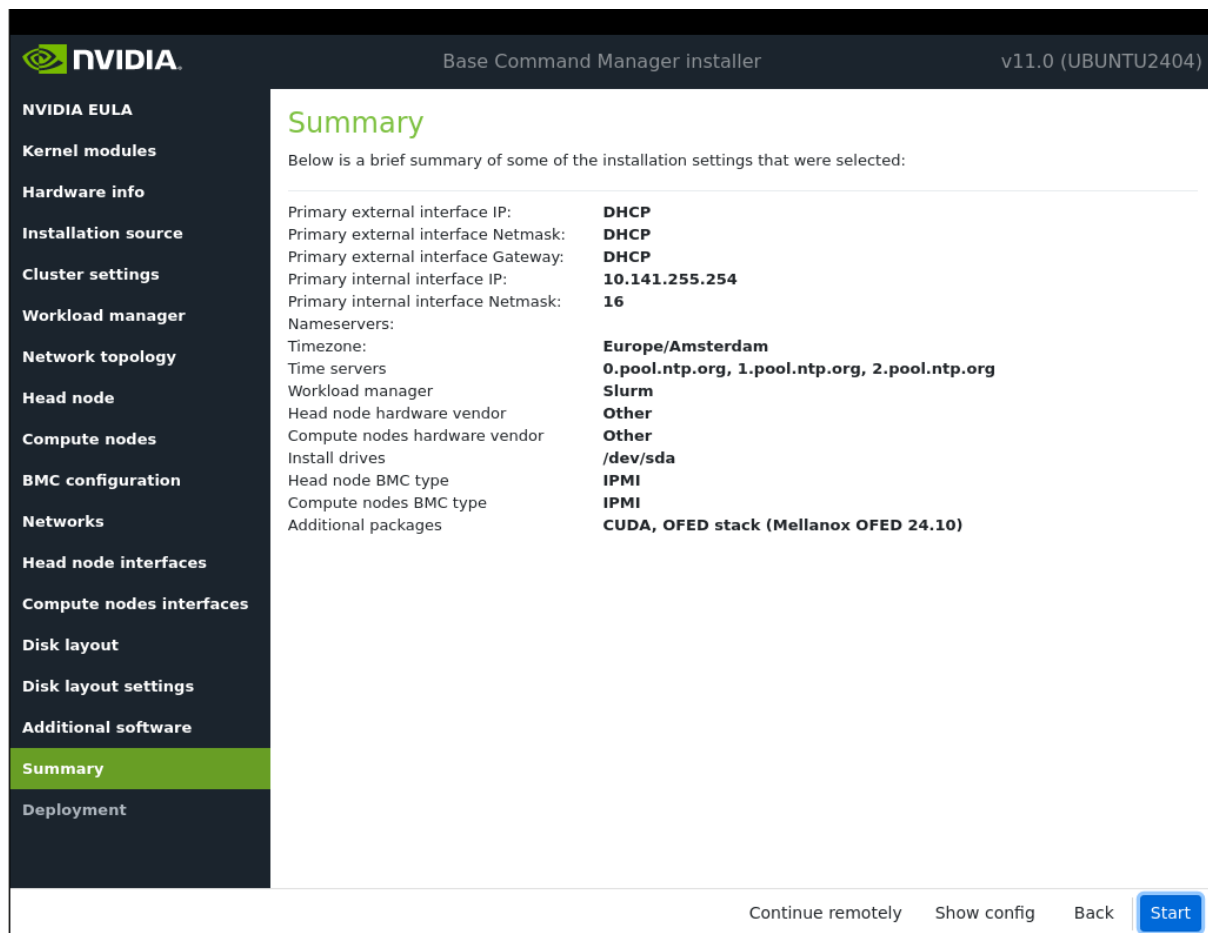 NVIDIA.
Base Command Manager installer
v11.0 (UBUNTU2404)
NVIDIA EULA
Kernel modules
Hardware info
Installation source
Cluster settings
Workload manager
Network topology
Head node
Compute nodes
BMC configuration
Networks
Head node interfaces
Compute nodes interfaces
Disk layout
Disk layout settings
Additional software
Summary
Deployment
Summary
Below is a brief summary of some of the installation settings that were selected:
Primary external interface IP: DHCP
Primary external interface Netmask: DHCP
Primary external interface Gateway: DHCP
Primary internal interface IP: 10.141.255.254
Primary internal interface Netmask: 16
Nameservers:
Timezone: Europe/Amsterdam
Time servers 0.pool.ntp.org, 1.pool.ntp.org, 2.pool.ntp.org
Workload manager Slurm
Head node hardware vendor Other
Compute nodes hardware vendor Other
Install drives /dev/sda
Head node BMC type IPMI
Compute nodes BMC type IPMI
Additional packages CUDA, OFED stack (Mellanox OFED 24.10)
Continue remotely Show config Back Start